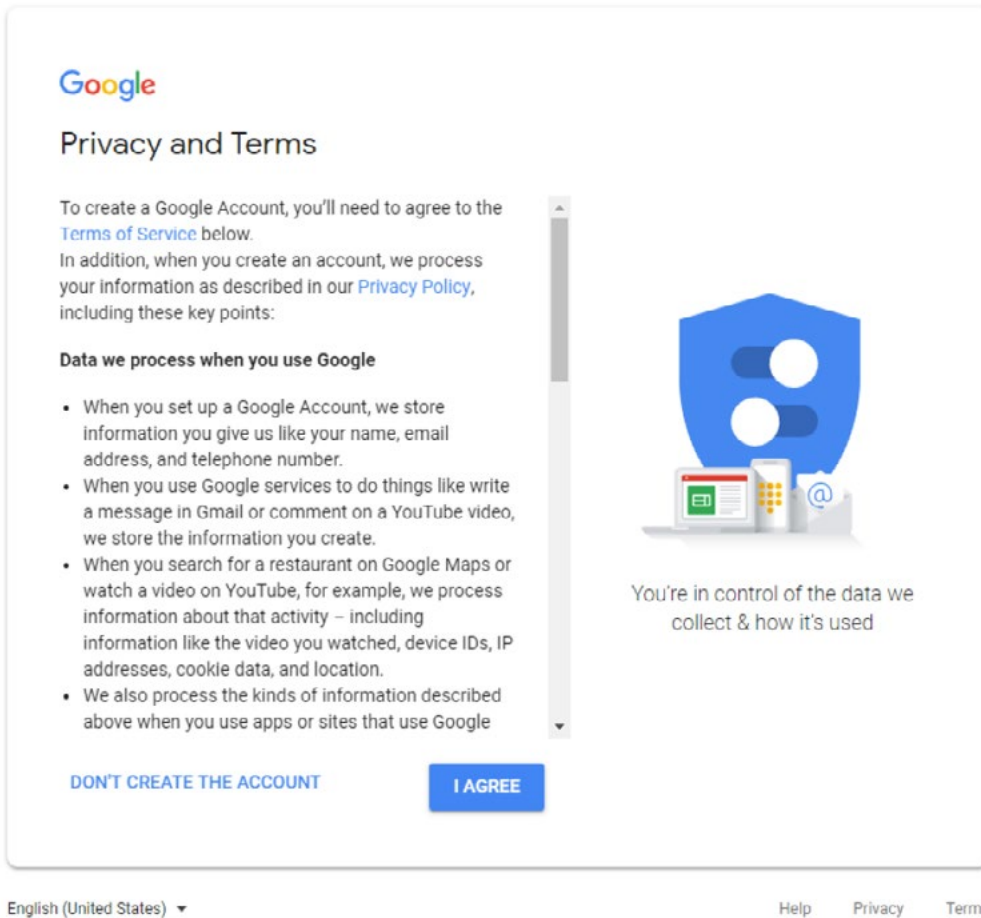 Google
Privacy and Terms
To create a Google Account, you'll need to agree to the
Terms of Service below.
In addition, when you create an account, we process
your information as described in our Privacy Policy,
including these key points:
Data we process when you use Google
• When you set up a Google Account, we store
information you give us like your name, email
address, and telephone number.
• When you use Google services to do things like write
a message in Gmail or comment on a YouTube video,
we store the information you create.
• When you search for a restaurant on Google Maps or
watch a video on YouTube, for example, we process
information about that activity – including
information like the video you watched, device IDs, IP
addresses, cookie data, and location.
• We also process the kinds of information described
above when you use apps or sites that use Google
@
You're in control of the data we
collect & how it's used
DON'T CREATE THE ACCOUNT
I AGREE
English (United States)
Help Privacy Term